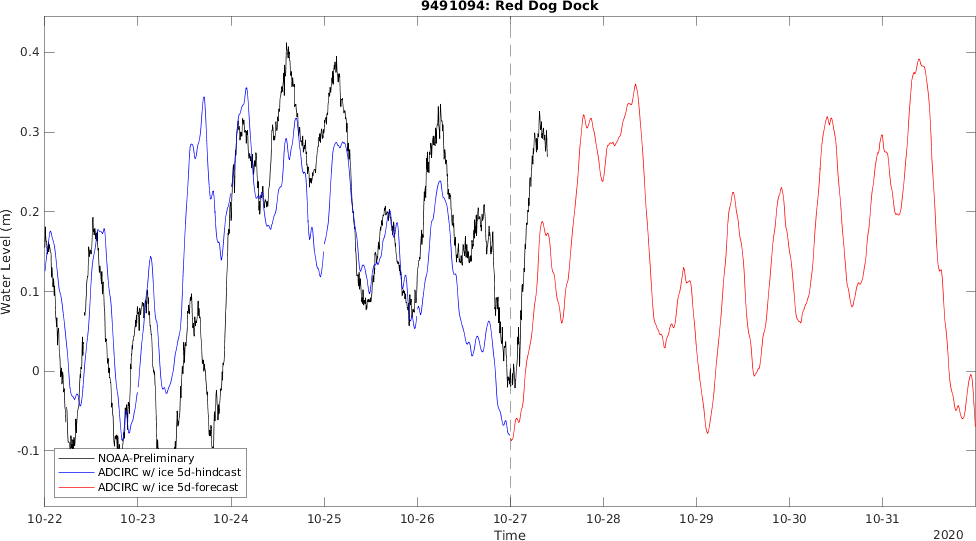 9491094: Red Dog Dock
Water Level (m)
0.4
0.3
0.2
0.1
0
-0.1
NOAA-Preliminary
ADCIRC w/ ice 5d-hindcast
ADCIRC w/ ice 5d-forecast
10-22 10-23 10-24 10-25 10-26 10-27 10-28 10-29 10-30 10-31
Time
2020